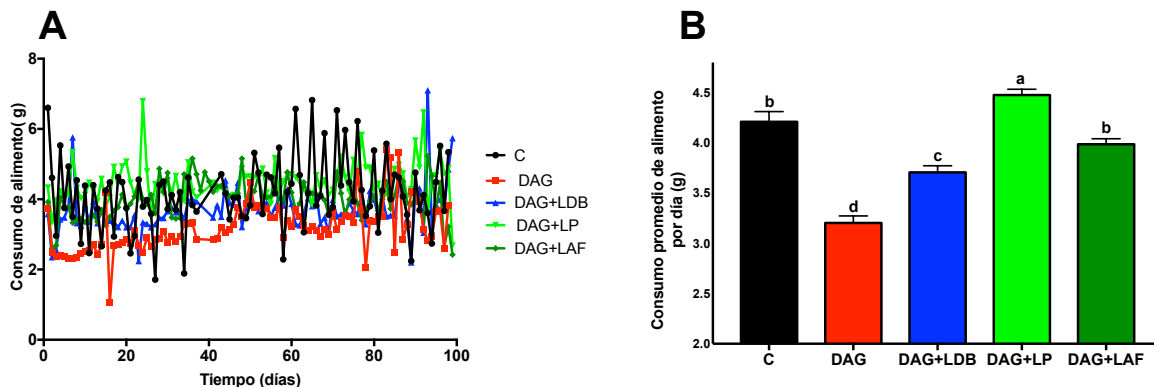 A
Consumo de alimento( g)
8
6
4
2
0
0
20
40
60
80
100
Tiempo (días)
C
DAG
DAG+LDB
DAG+LP
DAG+LAF
B
Consumo promedio de alimento
por día (g)
4.5
4.0
3.5
3.0
2.5
2.0
b
d
c
a
b
C
DAG
DAG+LDB
DAG+LP
DAG+LAF